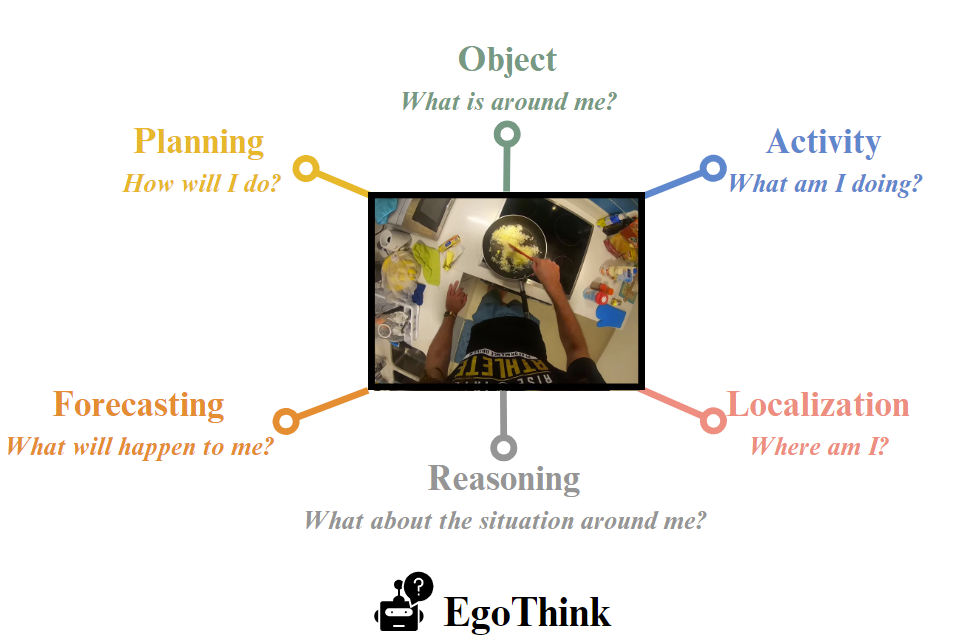 Object
What is around me?
Planning
How will I do?
Activity
What am I doing?
ATHLETE
RISE
Forecasting
What will happen to me?
Localization
Where am I?
Reasoning
What about the situation around me?
?
EgoThink